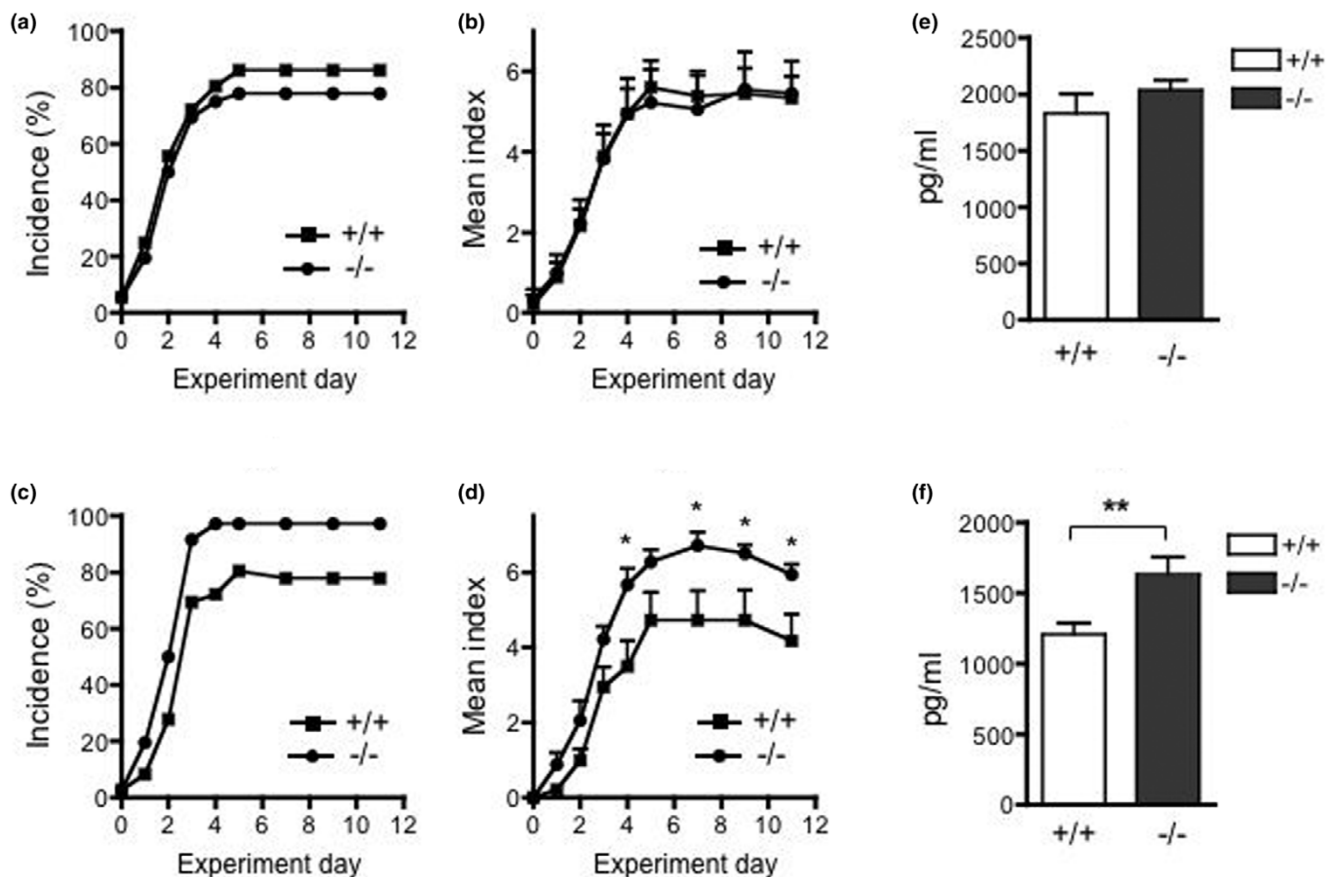 (a)
Incidence (%)
100
80
60
40
20
0
0 2 4 6 8 10 12
Experiment day
+/+
-/-
(b)
Mean index
6
4
2
0
0 2 4 6 8 10 12
Experiment day
+/+
-/-
(e)
pg/ml
2500
2000
1500
1000
500
0
+/+ -/-
+/+
-/-
(c)
Incidence (%)
100
80
60
40
20
0
0 2 4 6 8 10 12
Experiment day
+/+
-/-
(d)
Mean index
6
4
2
0
0 2 4 6 8 10 12
Experiment day
* * * *
+/+
-/-
(f)
pg/ml
2000
1500
1000
500
0
**
+/+ -/-
+/+
-/-